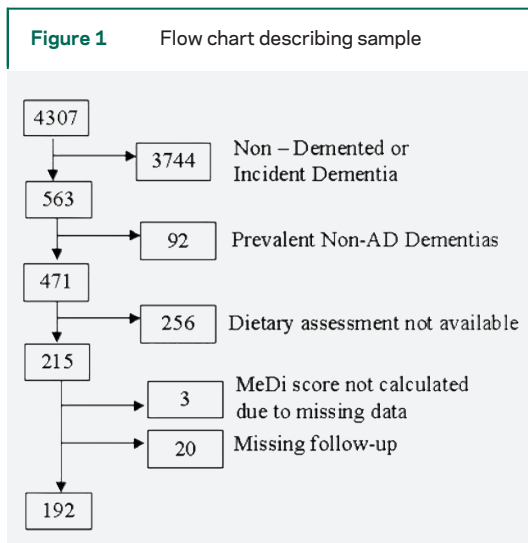 Figure 1 Flow chart describing sample
4307
3744 Non – Demented or
Incident Dementia
563
92 Prevalent Non-AD Dementias
471
256 Dietary assessment not available
215
3 MeDi score not calculated
due to missing data
20 Missing follow-up
192